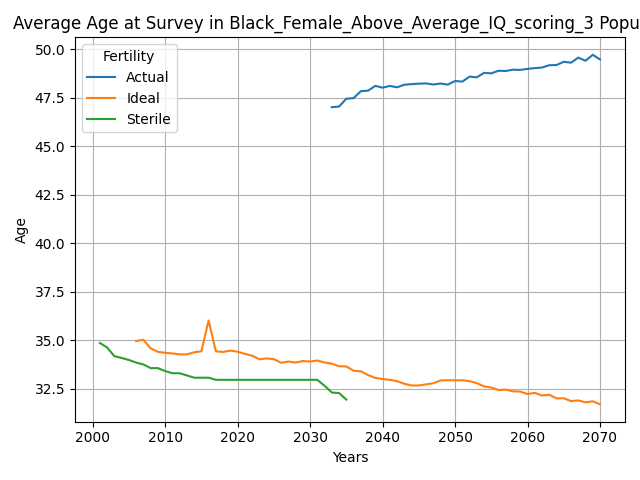 Average Age at Survey in Black_Female_Above_Average_IQ_scoring_3 Popu
Fertility
Actual
Ideal
Sterile
Age
50.0
47.5
45.0
42.5
40.0
37.5
35.0
32.5
2000 2010 2020 2030 2040 2050 2060 2070
Years